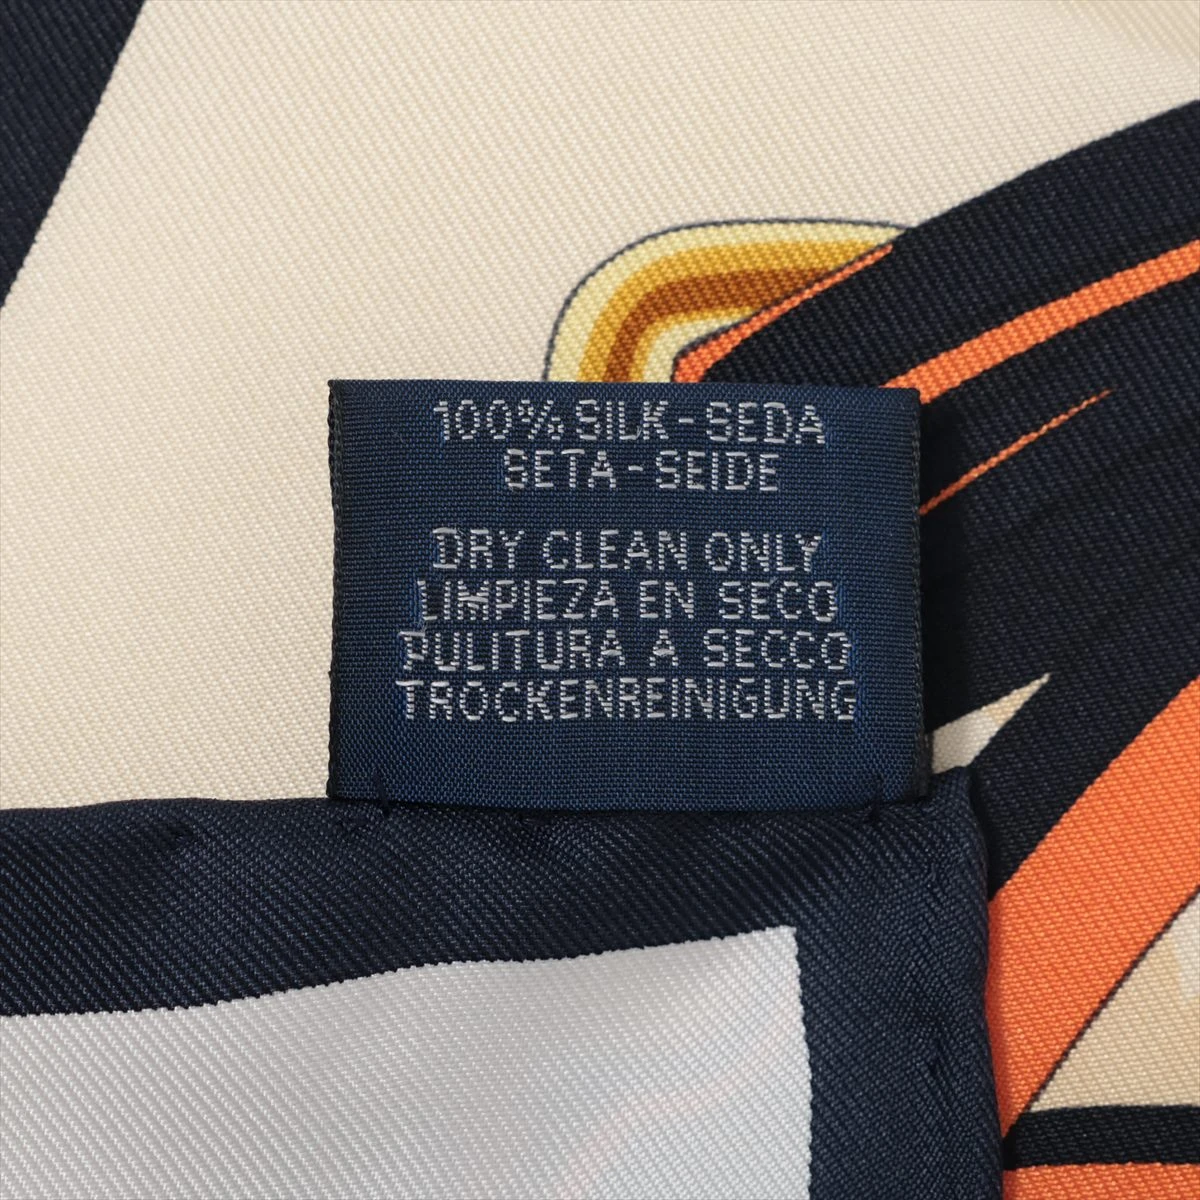 100% SILK - SEDA
SETA - SEIDE
DRY CLEAN ONLY
LIMPIEZA EN SECO
PULITURA A SECCO
TROCKENREINIGUNG